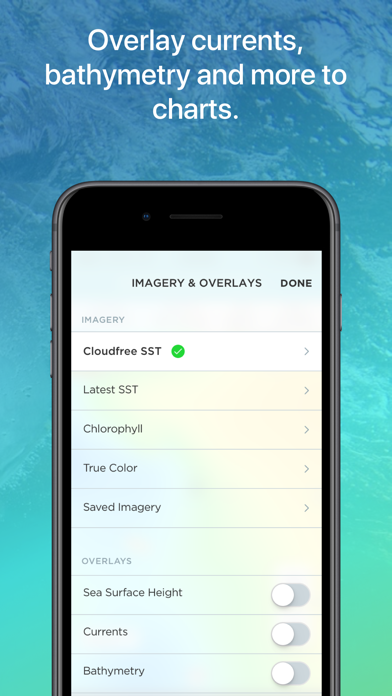 Overlay currents,
bathymetry and more to
charts.
IMAGERY & OVERLAYS DONE
IMAGERY
Cloudfree SST
Latest SST
Chlorophyll
True Color
Saved Imagery
OVERLAYS
Sea Surface Height
Currents
Bathymetry